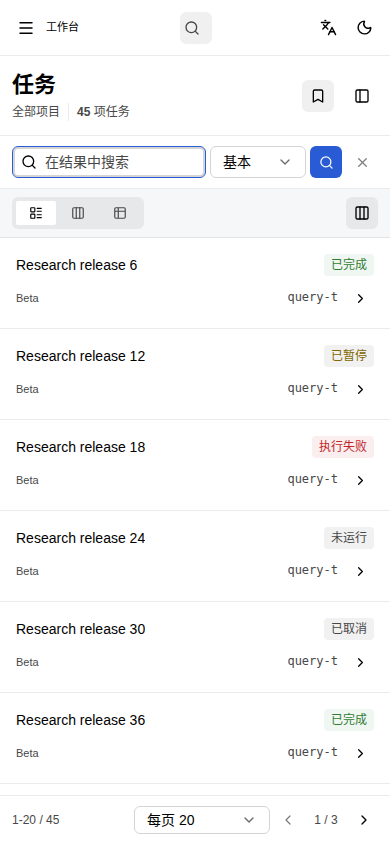 工作台
任务
全部项目 45 项任务
在结果中搜索 基本
Research release 6 已完成
Beta query-t
Research release 12 已暂停
Beta query-t
Research release 18 执行失败
Beta query-t
Research release 24 未运行
Beta query-t
Research release 30 已取消
Beta query-t
Research release 36 已完成
Beta query-t
1-20 / 45 每页 20 1 / 3